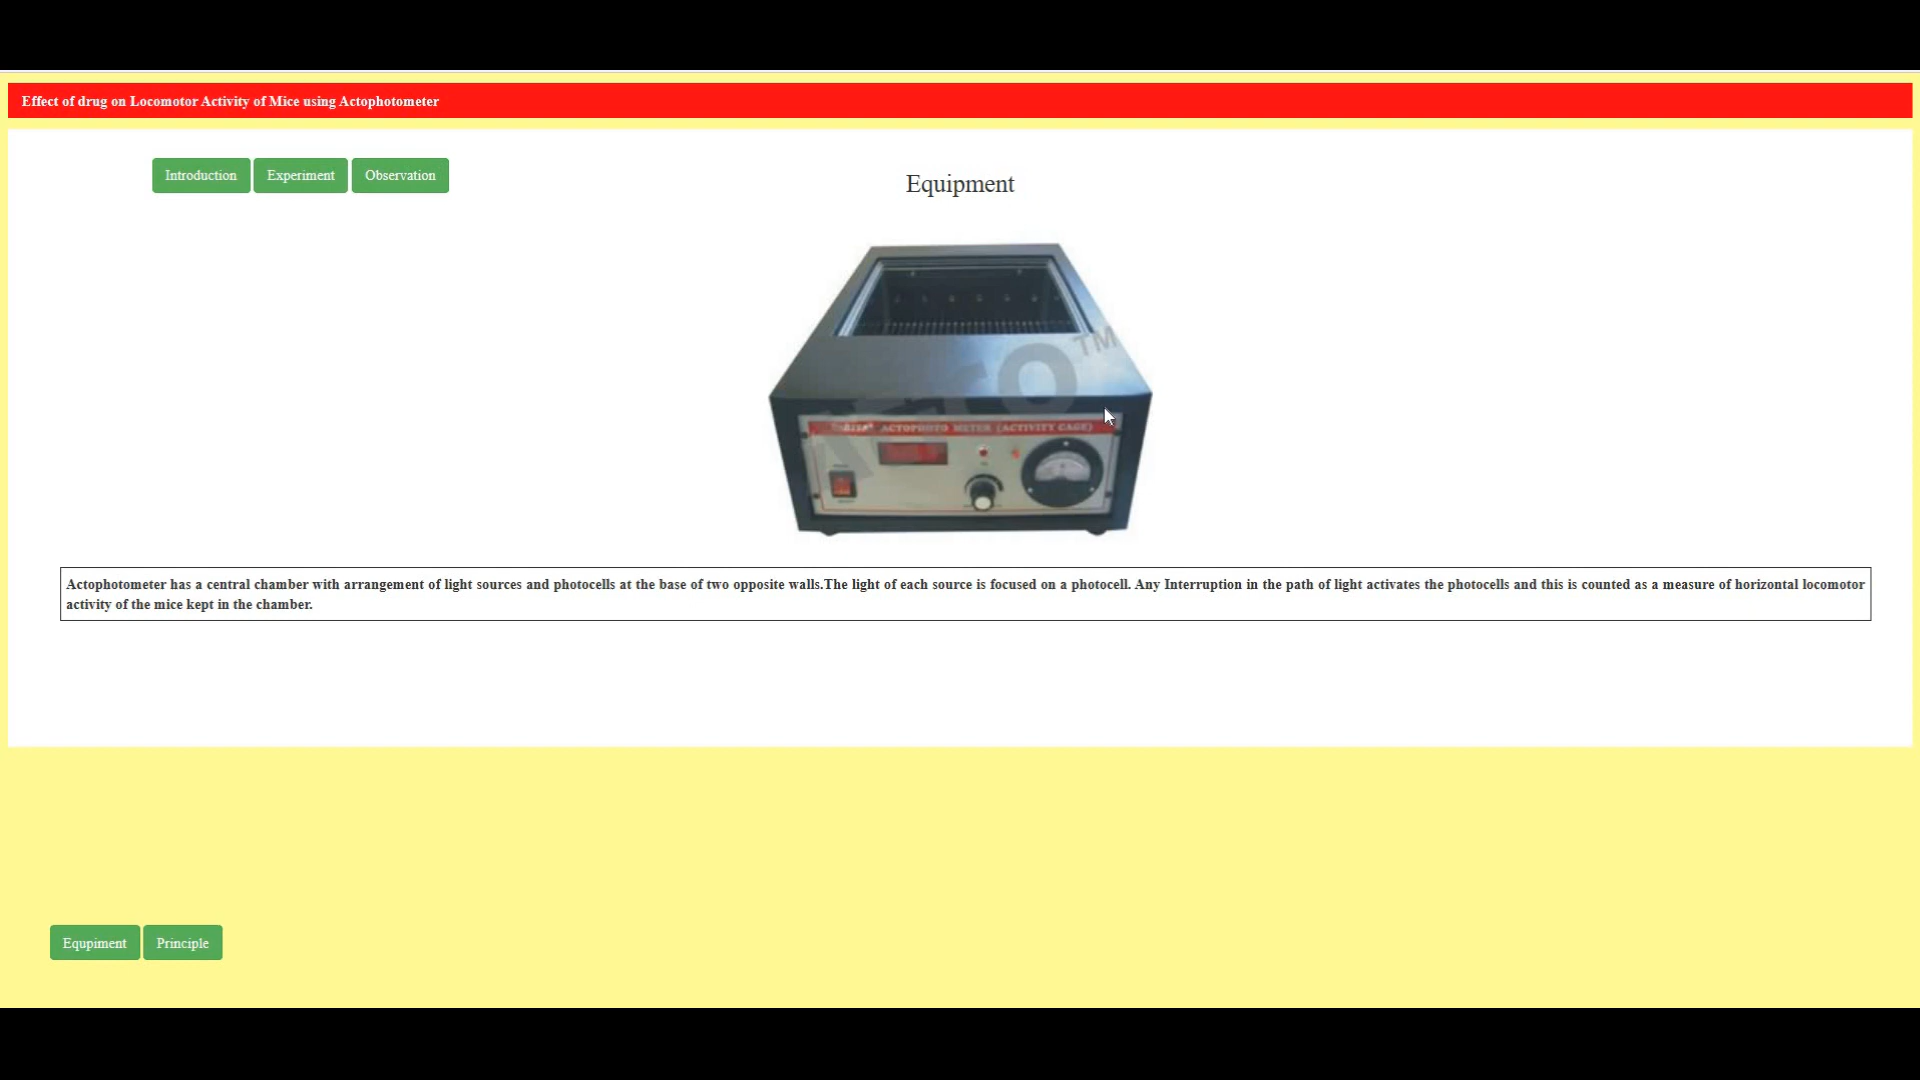 Effect of drug on Locomotor Activity of Mice using Actophotometer
Introduction Experiment Observation
Equipment
TM
ACTOPHOTO METER (ACTIVITY CAGE)
Actophotometer has a central chamber with arrangement of light sources and photocells at the base of two opposite walls.The light of each source is focused on a photocell. Any Interruption in the path of light activates the photocells and this is counted as a measure of horizontal locomotor
activity of the mice kept in the chamber.
Equpiment Principle